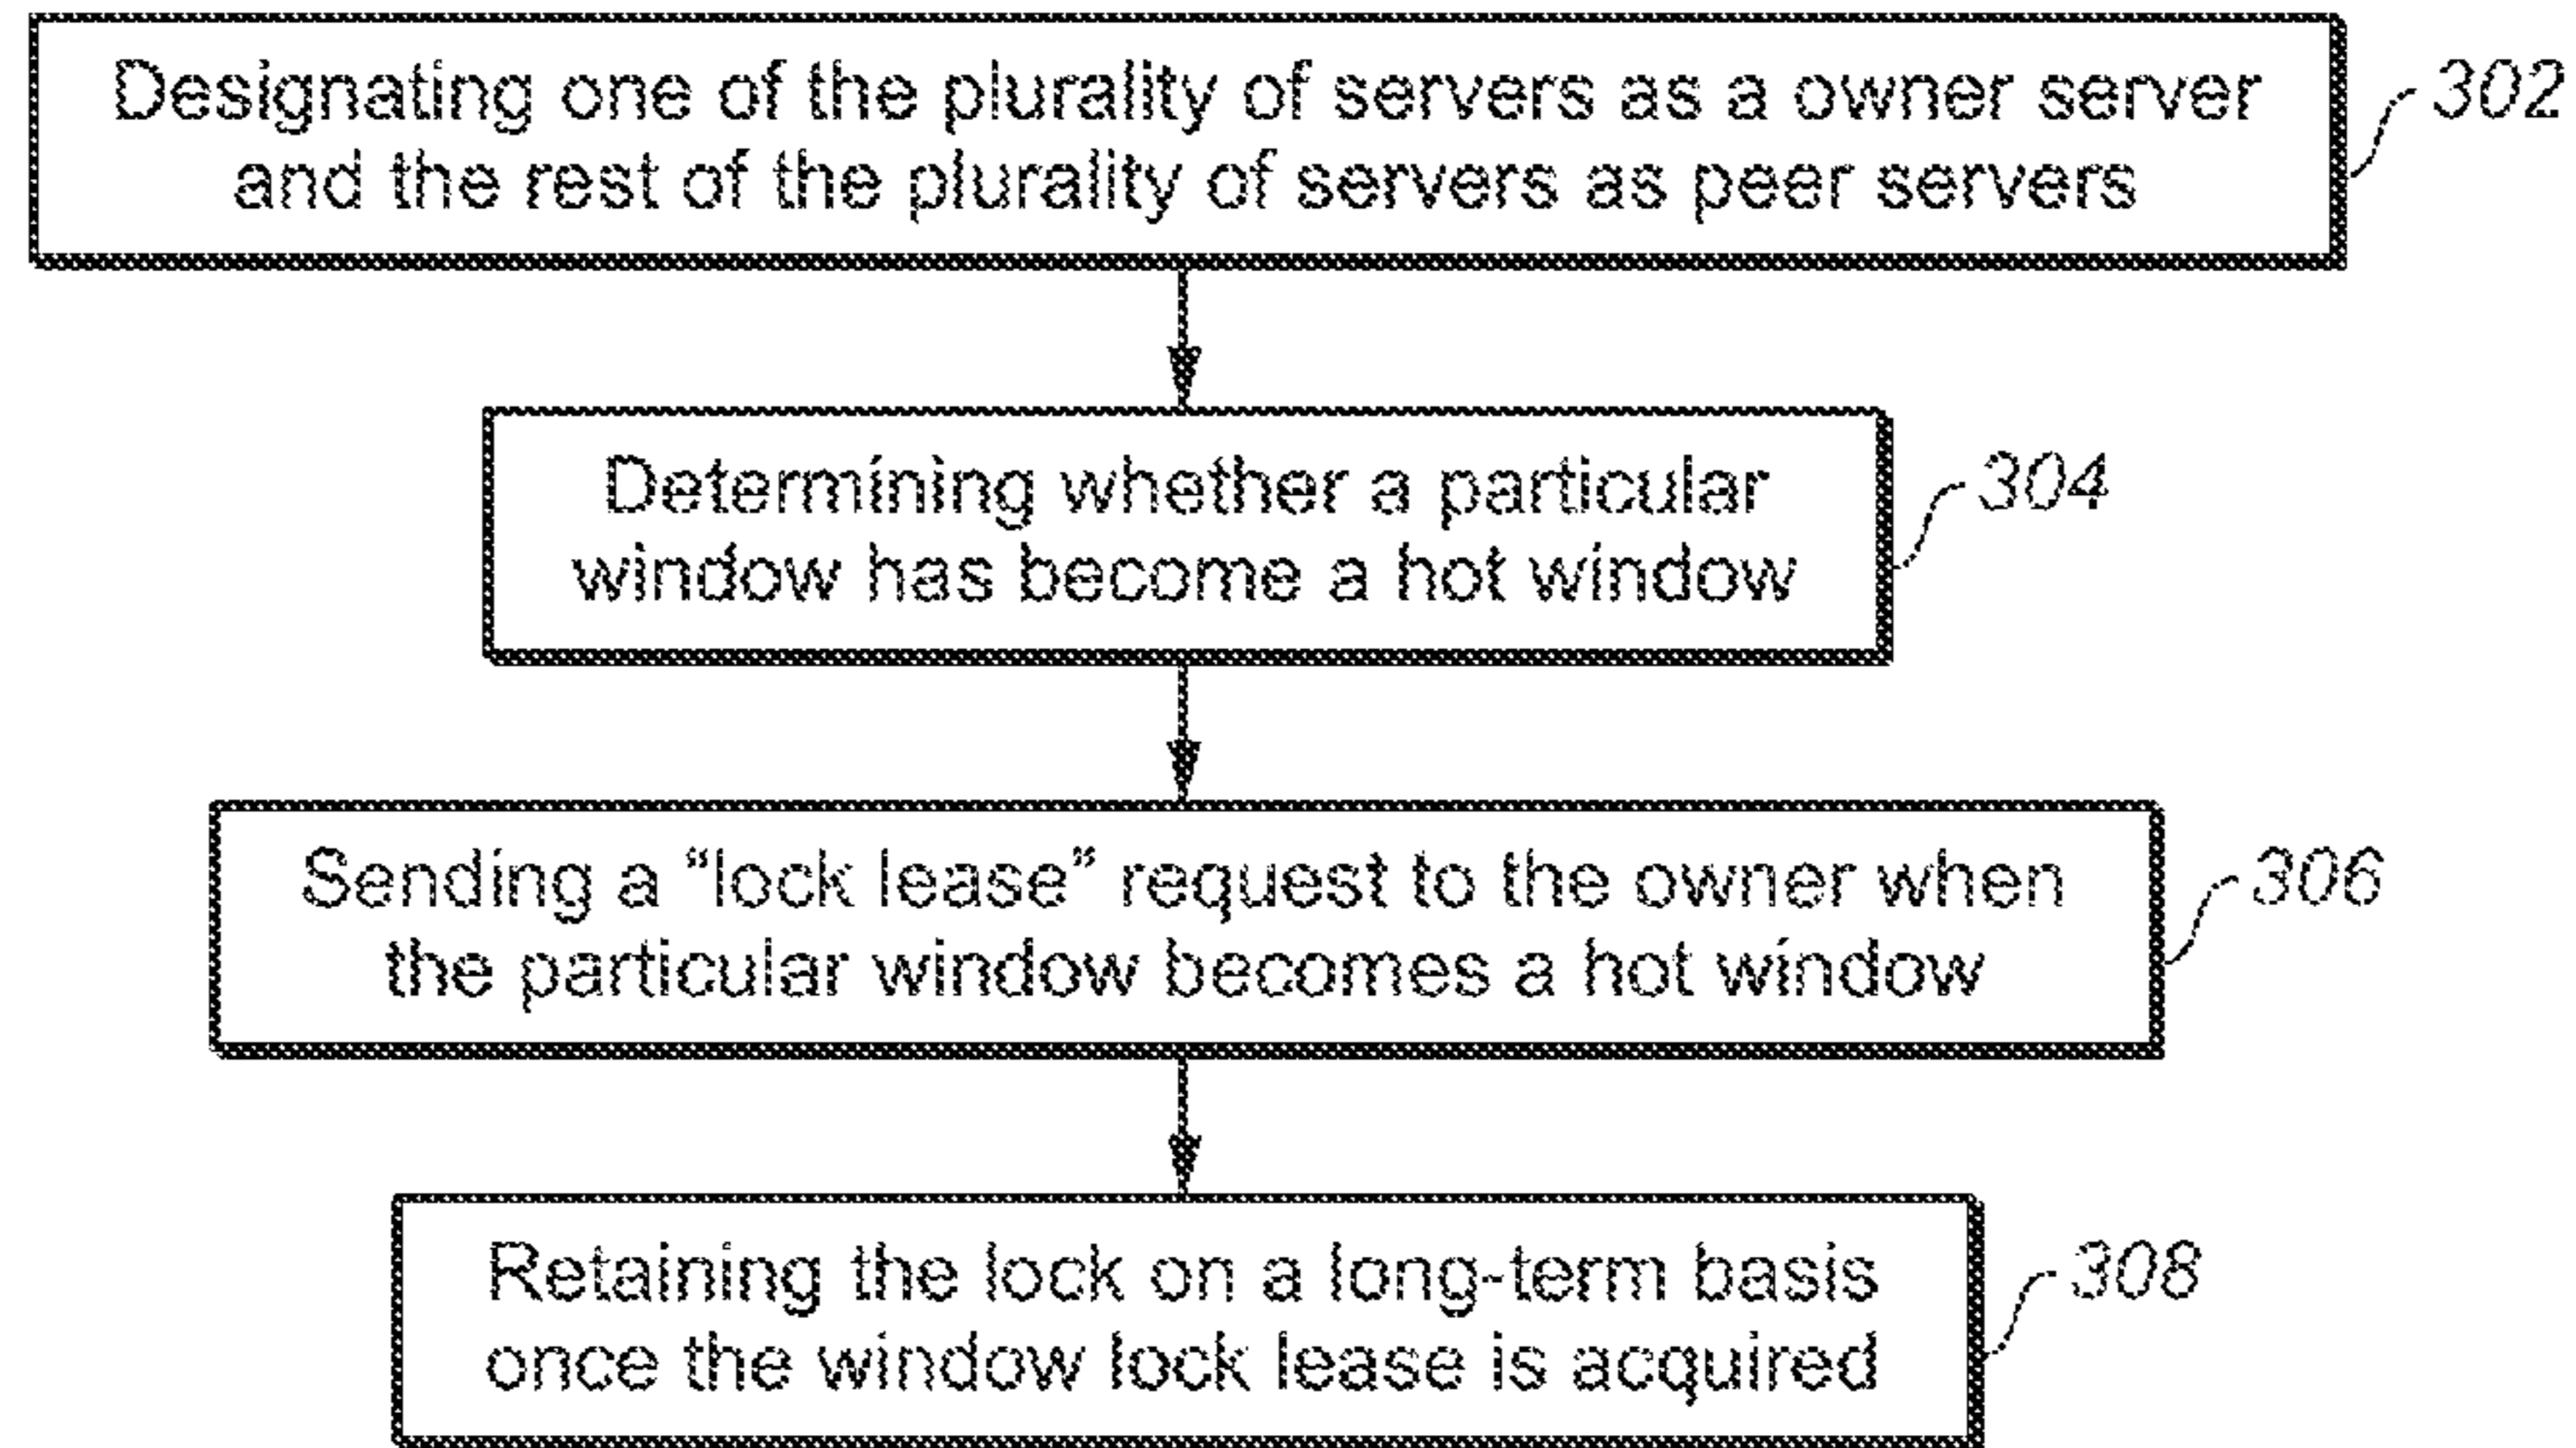 Designating one of the plurality of servers as a owner server
and the rest of the plurality of servers as peer servers
302
Determining whether a particular
window has become a hot window
304
Sending a “lock lease” request to the owner when
the particular window becomes a hot window
306
Retaining the lock on a long-term basis
once the window lock lease is acquired
308